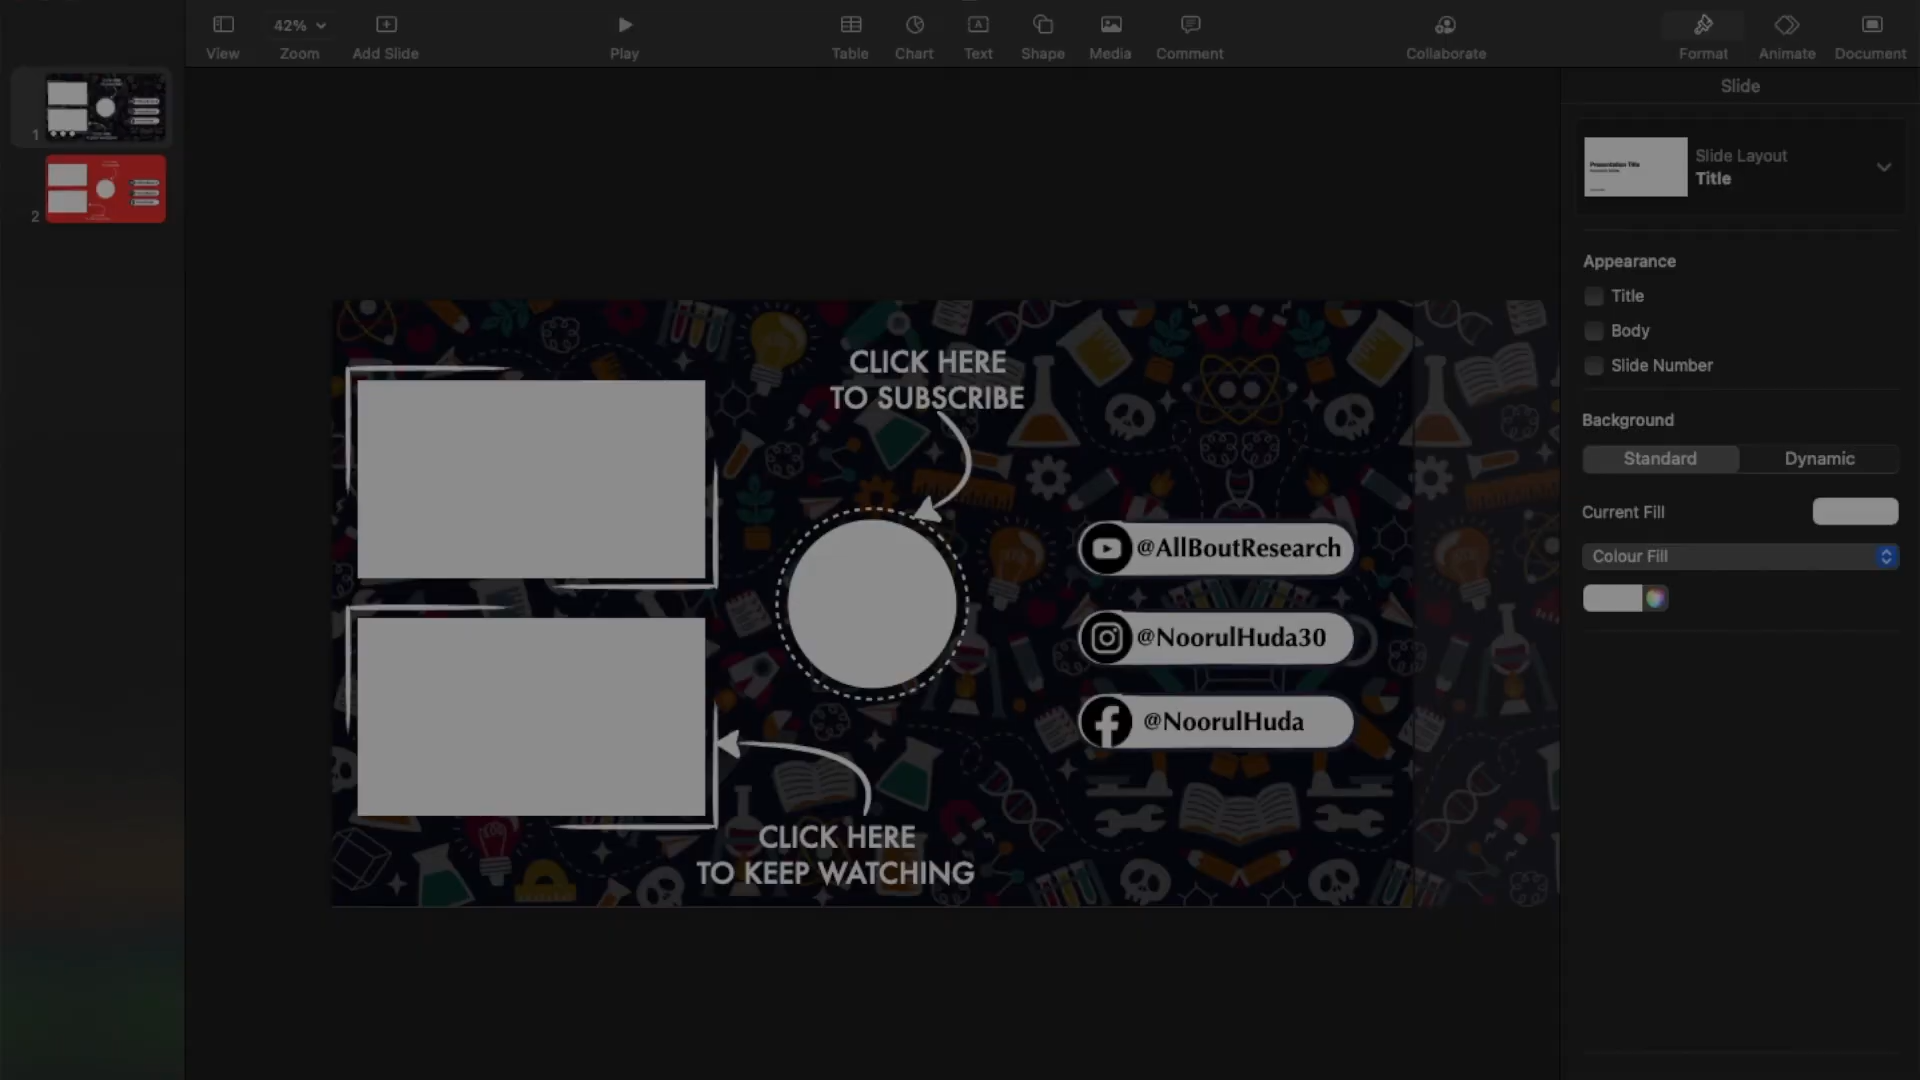 42%
View
Zoom
Add Slide
Play
Table
Chart
Text
Shape
Media
Comment
Collaborate
Format
Animate
Document
Slide
1
2
Presentation Title
Slide Layout
Title
Appearance
Title
Body
Slide Number
Background
Standard
Dynamic
Current Fill
Colour Fill
CLICK HERE
TO SUBSCRIBE
@AllBoutResearch
@NoorulHuda30
@NoorulHuda
CLICK HERE
TO KEEP WATCHING